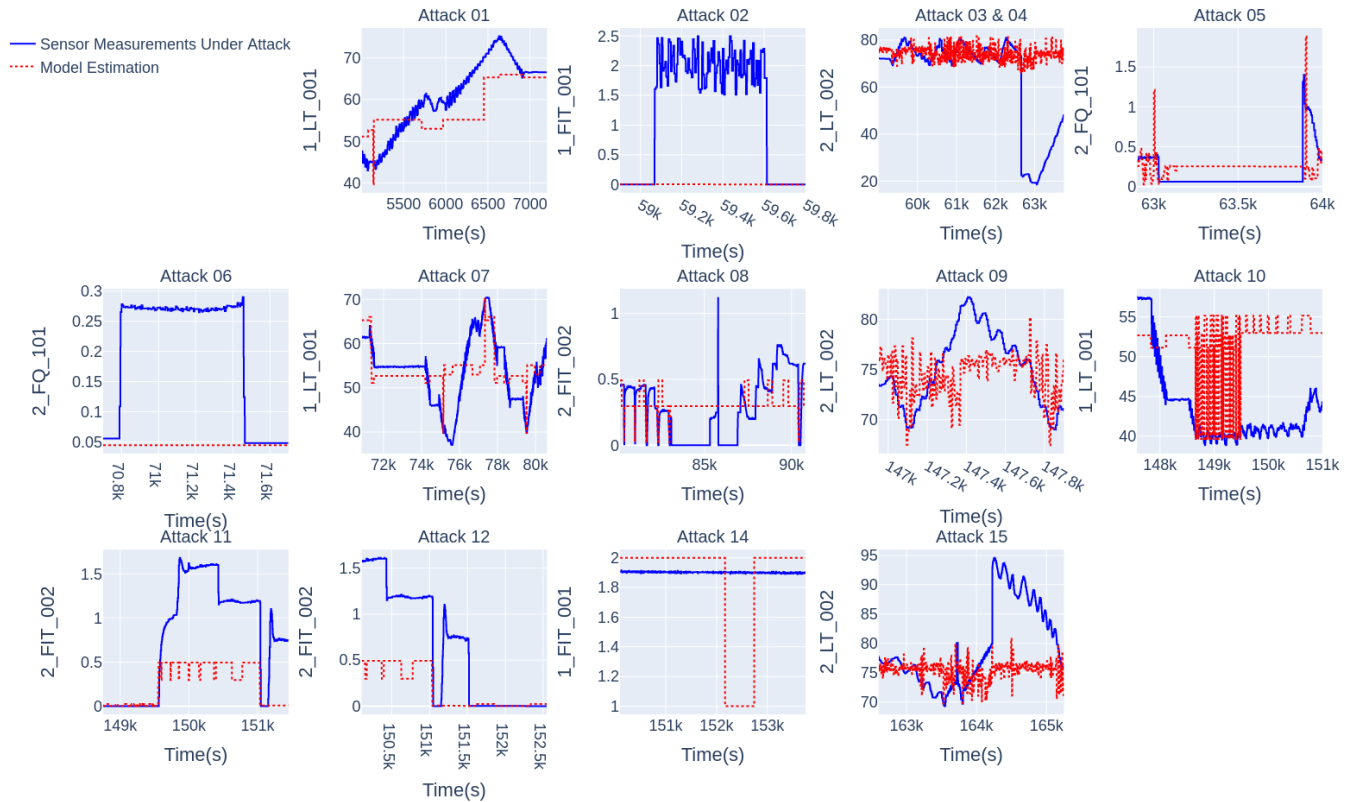 Sensor Measurements Under Attack
Model Estimation
Attack 01
1_LT_001
70
60
50
40
5500
6000
6500
7000
Time(s)
Attack 02
1_FIT_001
2.5
2
1.5
1
0.5
0
59k
59.2k
59.4k
59.6k
59.8k
Time(s)
Attack 03 & 04
2_LT_002
80
60
40
20
60k
61k
62k
63k
Time(s)
Attack 05
2_FQ_101
1.5
1
0.5
0
63k
63.5k
64k
Time(s)
Attack 06
2_FQ_101
0.3
0.25
0.2
0.15
0.1
0.05
70.8k
71k
71.2k
71.4k
71.6k
Time(s)
Attack 07
1_LT_001
70
60
50
40
72k
74k
76k
78k
80k
Time(s)
Attack 08
2_FIT_002
1
0.5
0
85k
90k
Time(s)
Attack 09
2_LT_002
80
75
70
147k
147.2k
147.4k
147.6k
147.8k
Time(s)
Attack 10
1_LT_001
55
50
45
40
148k
149k
150k
151k
Time(s)
Attack 11
2_FIT_002
1.5
1
0.5
0
149k
150k
151k
Time(s)
Attack 12
2_FIT_002
1.5
1
0.5
0
150.5k
151k
151.5k
152k
152.5k
Time(s)
Attack 14
1_FIT_001
2
1.8
1.6
1.4
1.2
1
151k
152k
153k
Time(s)
Attack 15
2_LT_002
95
90
85
80
75
70
163k
164k
165k
Time(s)